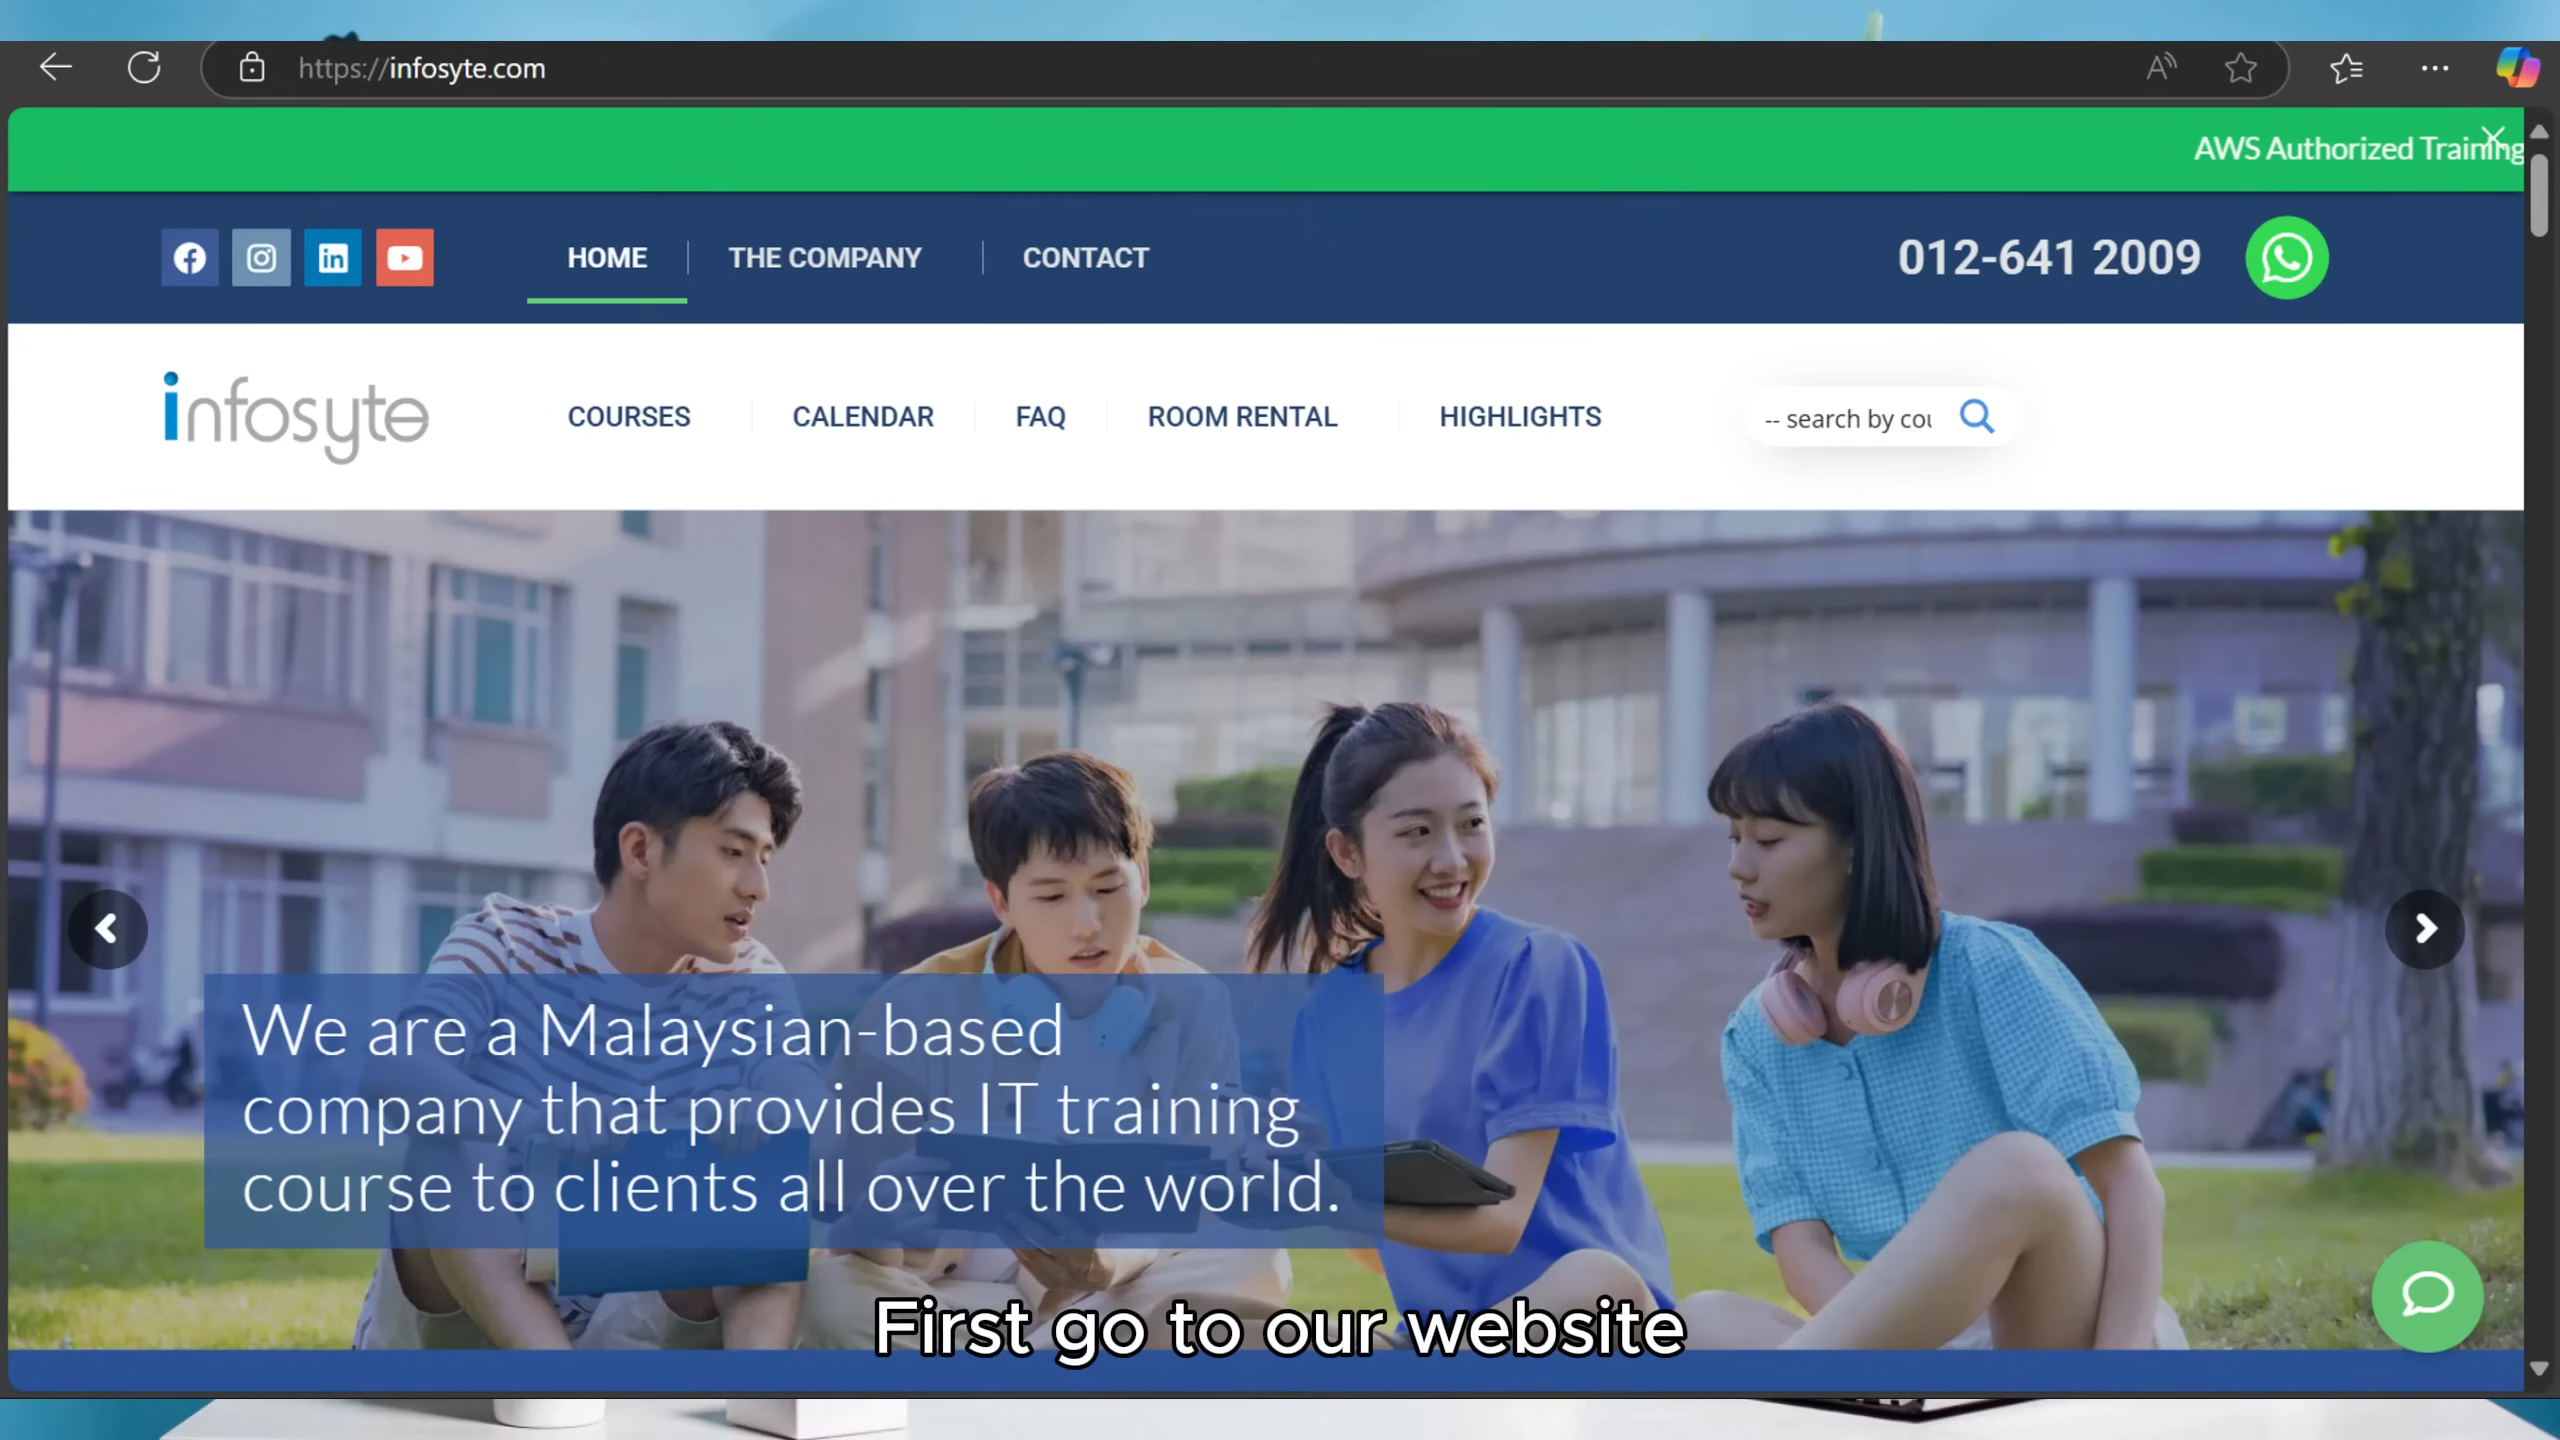 https://infosyte.com
AWS Authorized Training
HOME
THE COMPANY
CONTACT
012-641 2009
infosyte
COURSES
CALENDAR
FAQ
ROOM RENTAL
HIGHLIGHTS
-- search by cou
We are a Malaysian-based
company that provides IT training
course to clients all over the world.
First go to our website